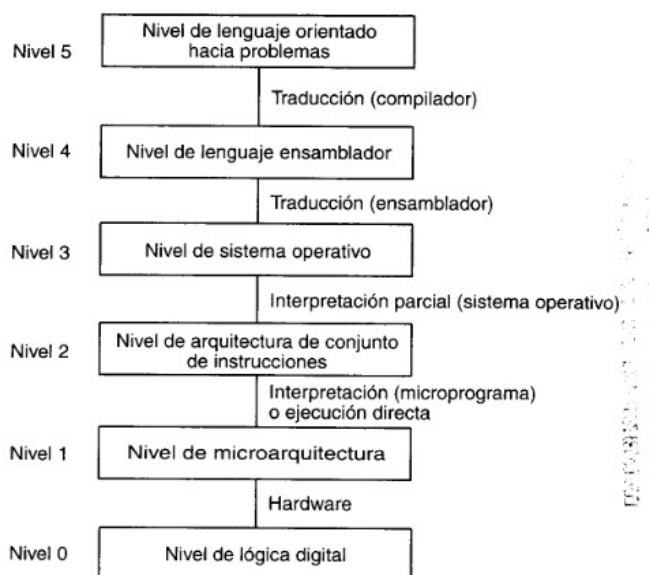 Nivel de lenguaje orientado
hacia problemas
Nivel 5
Traducción (compilador)
Nivel 4
Nivel de lenguaje ensamblador
Traducción (ensamblador)
Nivel 3
Nivel de sistema operativo
Interpretación parcial (sistema operativo)
Nivel 2
Nivel de arquitectura de conjunto
de instrucciones
Interpretación (microprograma)
o ejecución directa
Nivel 1
Nivel de microarquitectura
Hardware
Nivel 0
Nivel de lógica digital